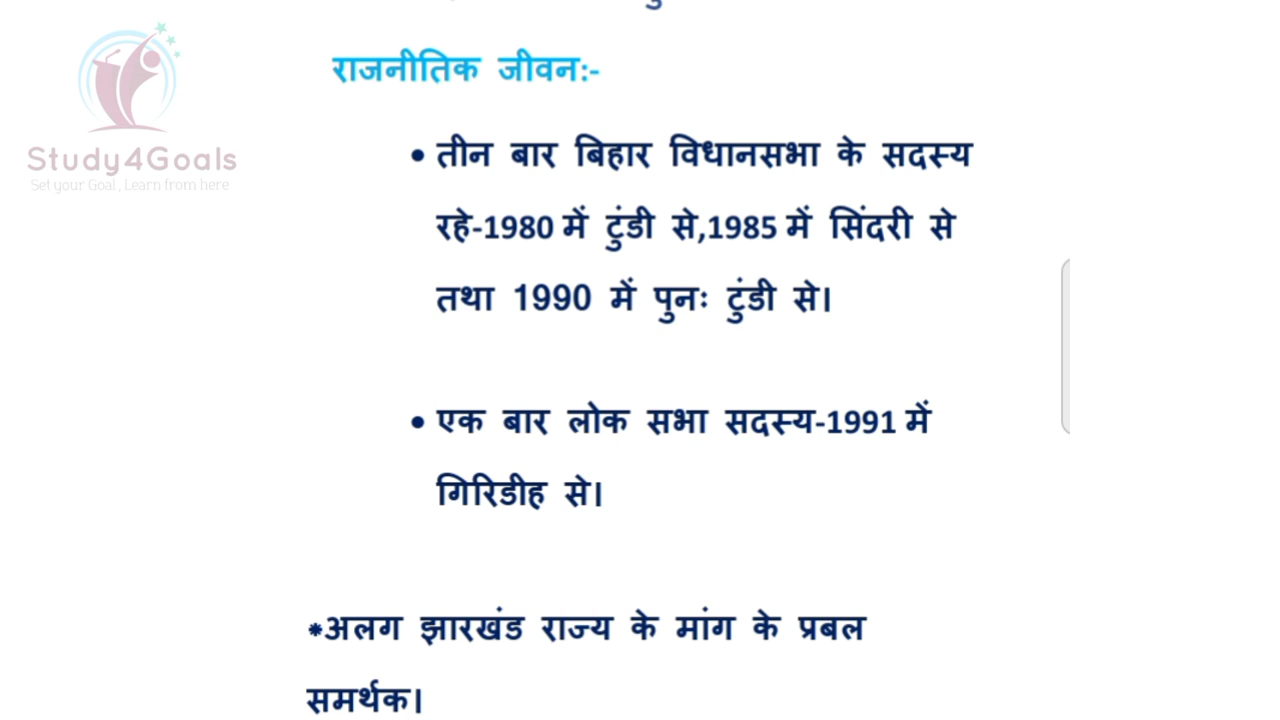 Study4Goals
Set your Goal, Learn from here
राजनीतिक जीवन:-
• तीन बार बिहार विधानसभा के सदस्य
रहे-1980 में टुंडी से,1985 में सिंदरी से
तथा 1990 में पुनः टुंडी से।
• एक बार लोक सभा सदस्य-1991 में
गिरिडीह से।
*अलग झारखंड राज्य के मांग के प्रबल
समर्थक।